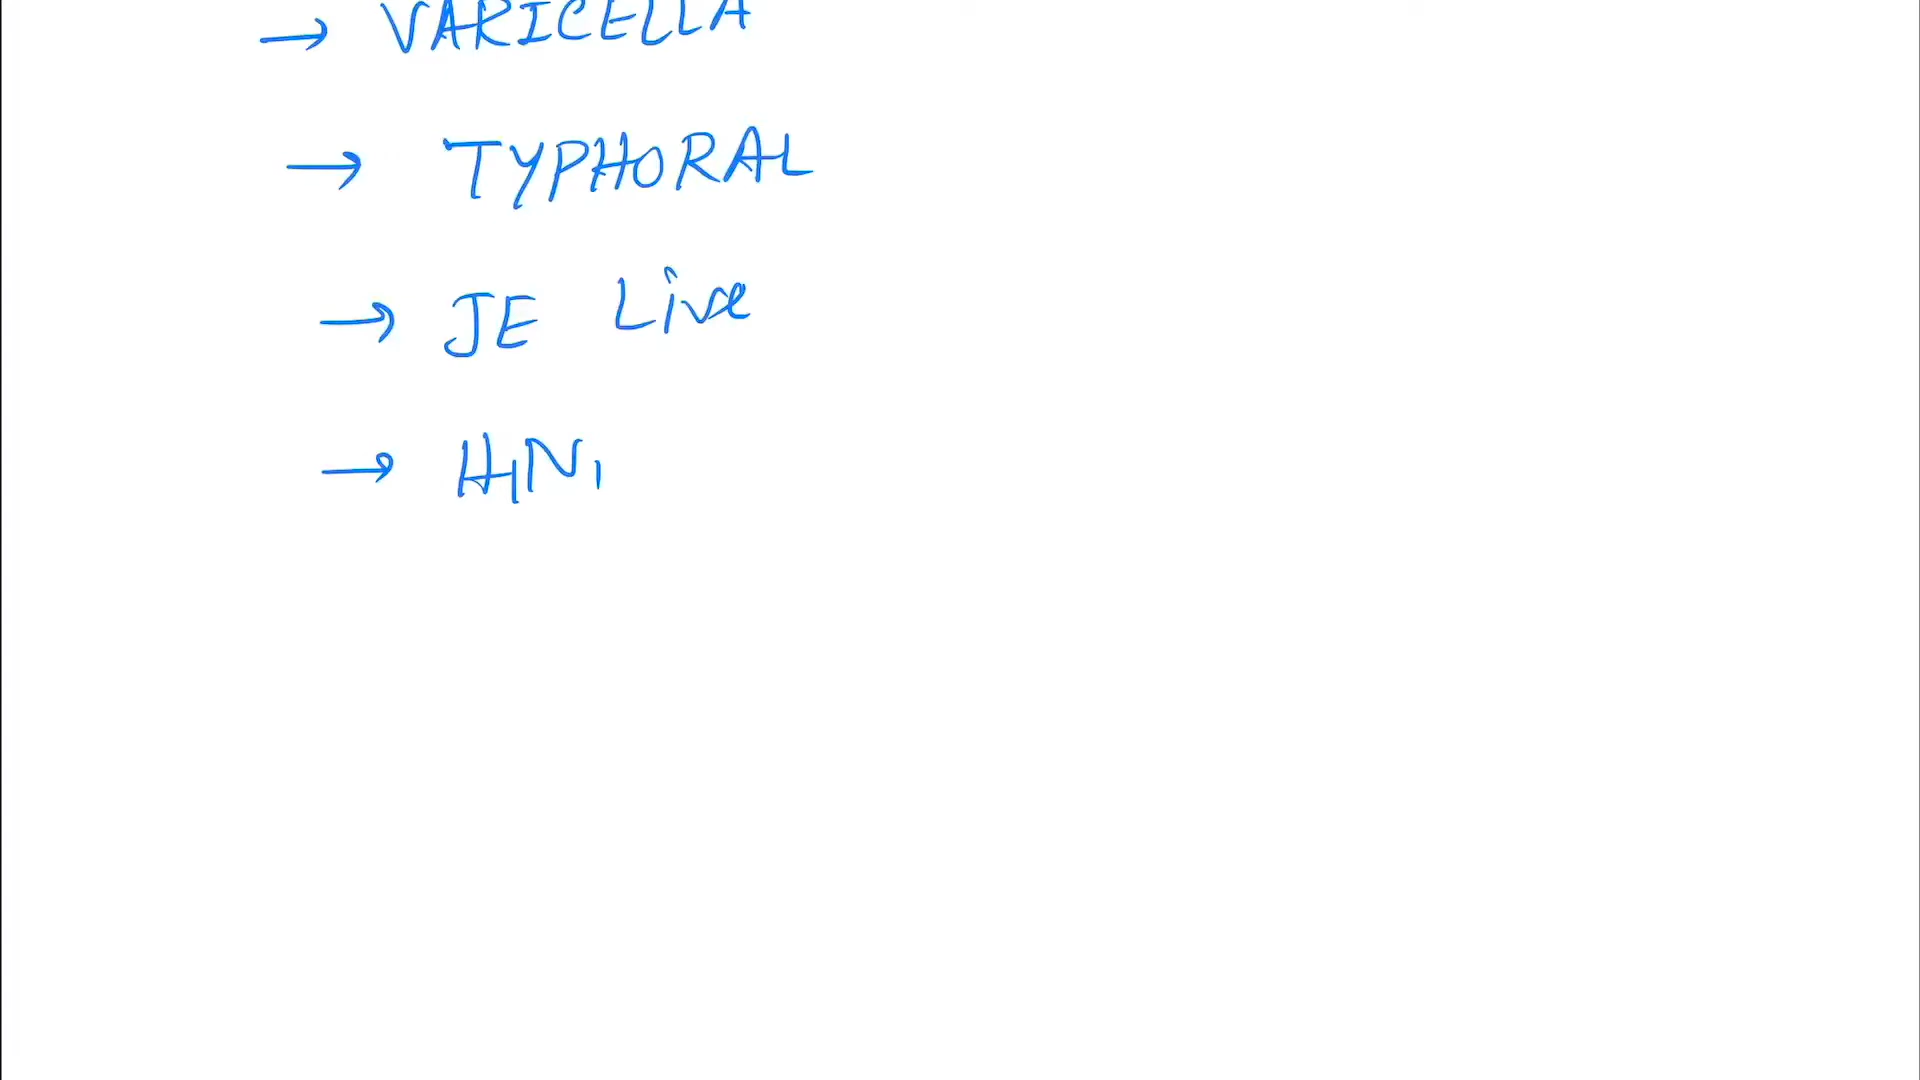 → VARICELLA
→ TYPHORAL
→ JE Live
→ H1N1